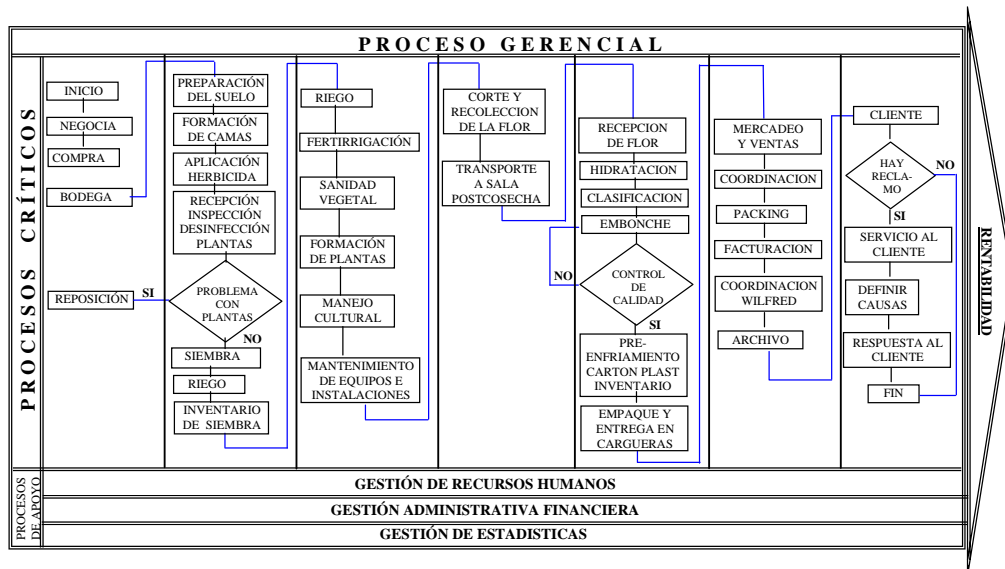 PROCESO GERENCIAL
PROCESOS CRÍTICOS
INICIO
NEGOCIA
COMPRA
BODEGA
REPOSICIÓN
SI
PREPARACIÓN
DEL SUELO
FORMACIÓN
DE CAMAS
APLICACIÓN
HERBICIDA
RECEPCIÓN
INSPECCIÓN
DESINFECCIÓN
PLANTAS
PROBLEMA
CON
PLANTAS
NO
SIEMBRA
RIEGO
INVENTARIO
DE SIEMBRA
RIEGO
FERTIRRIGACIÓN
SANIDAD
VEGETAL
FORMACIÓN
DE PLANTAS
MANEJO
CULTURAL
MANTENIMIENTO
DE EQUIPOS E
INSTALACIONES
CORTE Y
RECOLECCION
DE LA FLOR
TRANSPORTE
A SALA
POSTCOSECHA
RECEPCION
DE FLOR
HIDRATACION
CLASIFICACION
EMBONCHE
NO
CONTROL
DE
CALIDAD
SI
PRE-
ENFRIAMIENTO
CARTON PLAST
INVENTARIO
EMPAQUE Y
ENTREGA EN
CARGUERAS
MERCADEO
Y VENTAS
COORDINACION
PACKING
FACTURACION
COORDINACION
WILFRED
ARCHIVO
CLIENTE
HAY
RECLA-
MO
NO
SI
SERVICIO AL
CLIENTE
DEFINIR
CAUSAS
RESPUESTA AL
CLIENTE
FIN
RENTABILIDAD
PROCESOS
DE APOYO
GESTIÓN DE RECURSOS HUMANOS
GESTIÓN ADMINISTRATIVA FINANCIERA
GESTIÓN DE ESTADISTICAS